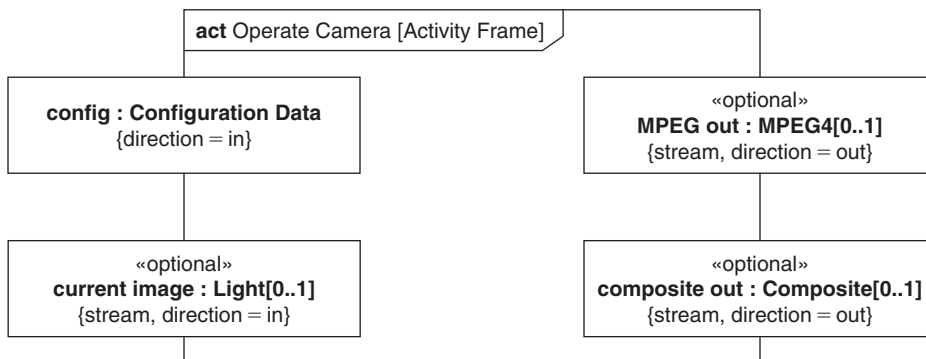 act Operate Camera [Activity Frame]
config : Configuration Data
{direction = in}
«optional»
MPEG out : MPEG4[0..1]
{stream, direction = out}
«optional»
current image : Light[0..1]
{stream, direction = in}
«optional»
composite out : Composite[0..1]
{stream, direction = out}